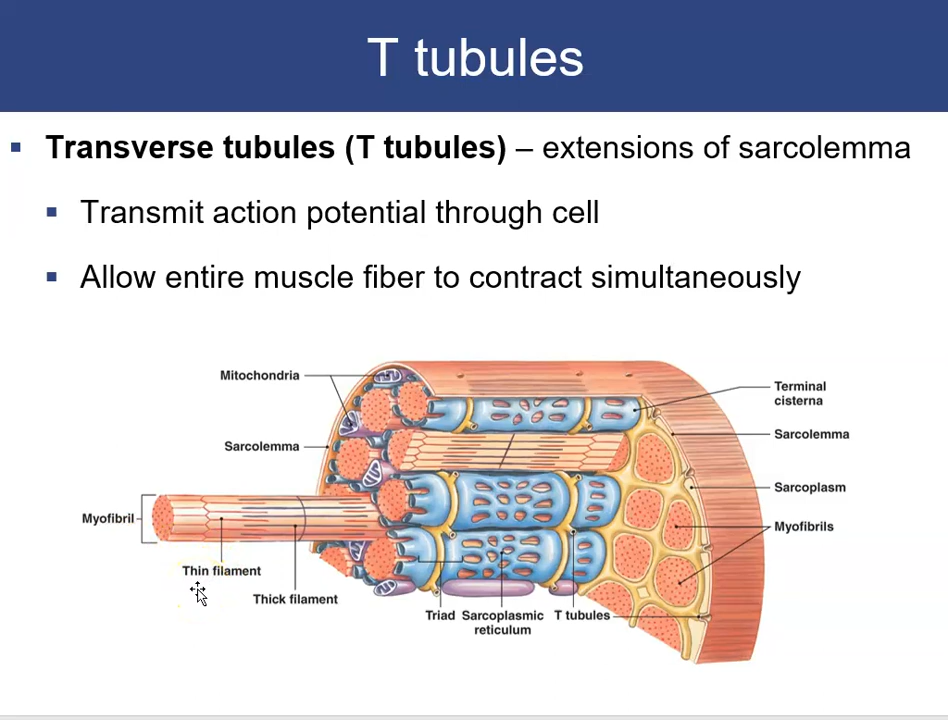 T tubules
Transverse tubules (T tubules) – extensions of sarcolemma
Transmit action potential through cell
Allow entire muscle fiber to contract simultaneously
Mitochondria
Sarcolemma
Myofibril
Thin filament
Thick filament
Triad
Sarcoplasmic
reticulum
T tubules
Terminal
cisterna
Sarcolemma
Sarcoplasm
Myofibrils